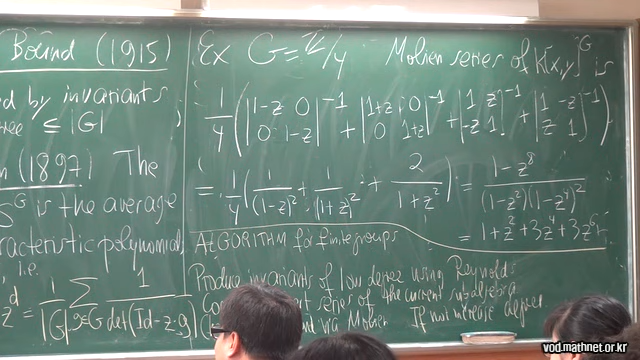 Bound (1915)
ed by invariants
ree ≤ |G|
(1897) The
S^G is the average
racteristic polynomial,
i.e.
z^d = 1/|G| Σ_{g∈G} 1/det(Id-z·g)
Ex G = ℤ/4 Molien series of k[x,y]^G is
1/4 ( |1-z 0; 0 1-z|^{-1} + |1+z 0; 0 1+z|^{-1} + |1 z; -z 1|^{-1} + |1 -z; z 1|^{-1} )
= 1/4 ( 1/(1-z)^2 + 1/(1+z)^2 + 2/(1+z^2) ) = (1-z^8)/((1-z^2)(1-z^4)^2)
= 1+z^2+3z^4+3z^6+
ALGORITHM for finite groups
Produce invariants of low degree using Reynolds
series of the current subalgebra
via Molien If not increase degree
vod.mathnet.or.kr